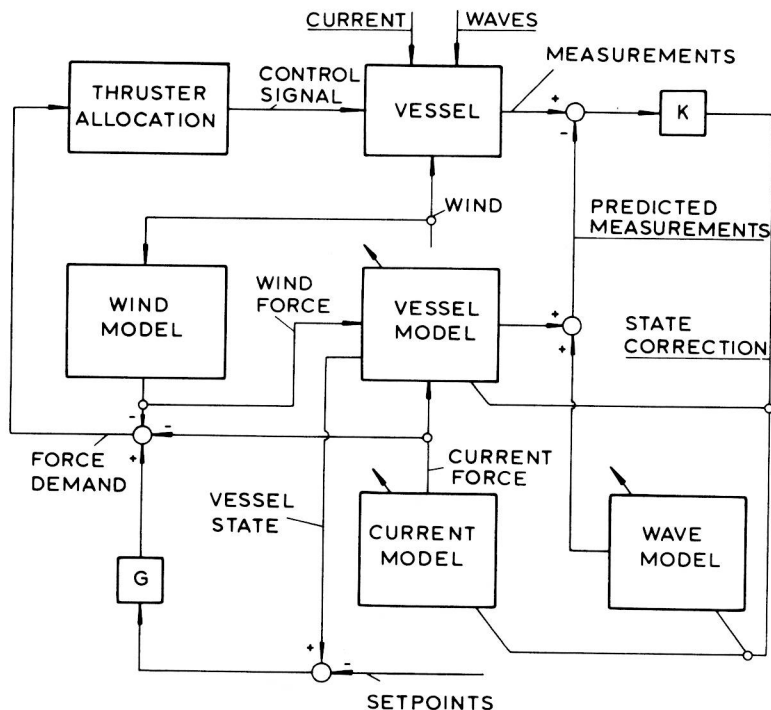 CURRENT
WAVES
MEASUREMENTS
THRUSTER
ALLOCATION
CONTROL
SIGNAL
VESSEL
+
-
K
WIND
PREDICTED
MEASUREMENTS
WIND
MODEL
WIND
FORCE
VESSEL
MODEL
+
+
STATE
CORRECTION
-
-
+
FORCE
DEMAND
CURRENT
FORCE
VESSEL
STATE
CURRENT
MODEL
WAVE
MODEL
G
+
-
SETPOINTS